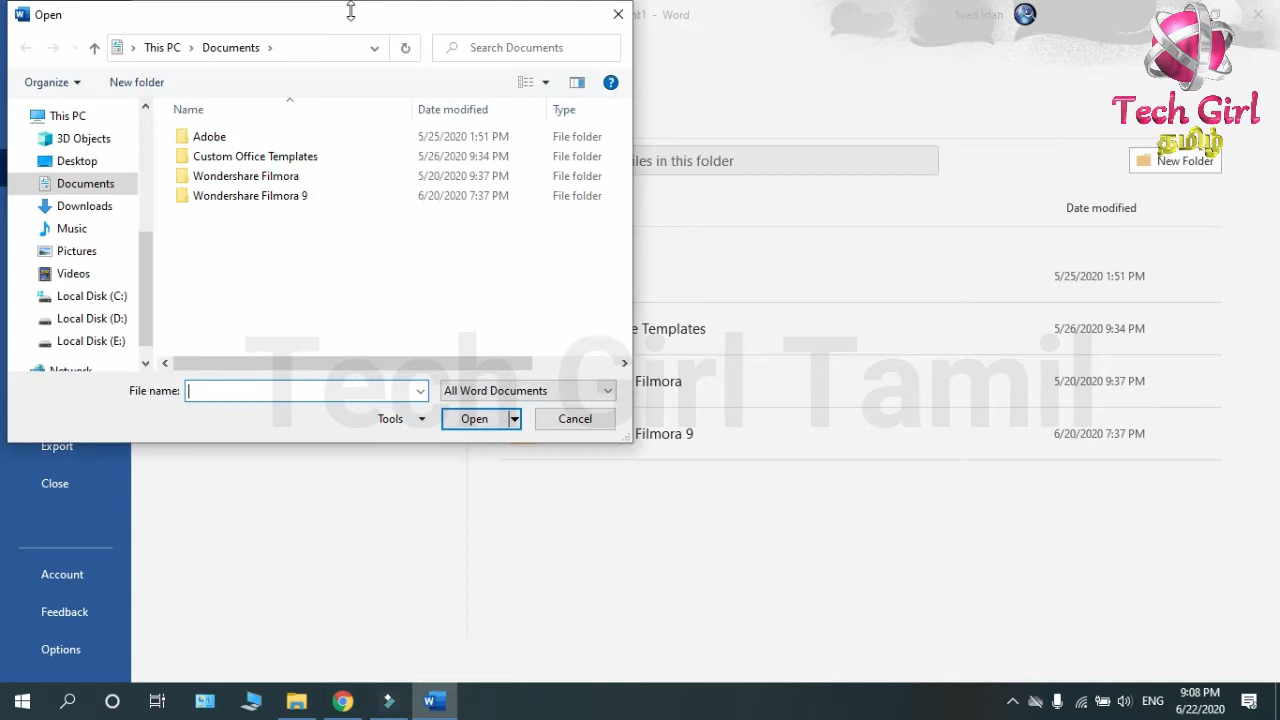 Open
nt1 - Word
Syed Irfan
This PC
Documents
Search Documents
Tech Girl
தமிழ்
Organize
New folder
Name
Date modified
Type
This PC
3D Objects
Desktop
Documents
Downloads
Music
Pictures
Videos
Local Disk (C:)
Local Disk (D:)
Local Disk (E:)
Network
Adobe 5/25/2020 1:51 PM File folder
Custom Office Templates 5/26/2020 9:34 PM File folder
Wondershare Filmora 5/20/2020 9:37 PM File folder
Wondershare Filmora 9 6/20/2020 7:37 PM File folder
File name:
All Word Documents
Tools
Open
Cancel
iles in this folder
New Folder
Date modified
5/25/2020 1:51 PM
e Templates 5/26/2020 9:34 PM
Filmora 5/20/2020 9:37 PM
Filmora 9 6/20/2020 7:37 PM
Tech Girl Tamil
Export
Close
Account
Feedback
Options
ENG
9:08 PM
6/22/2020